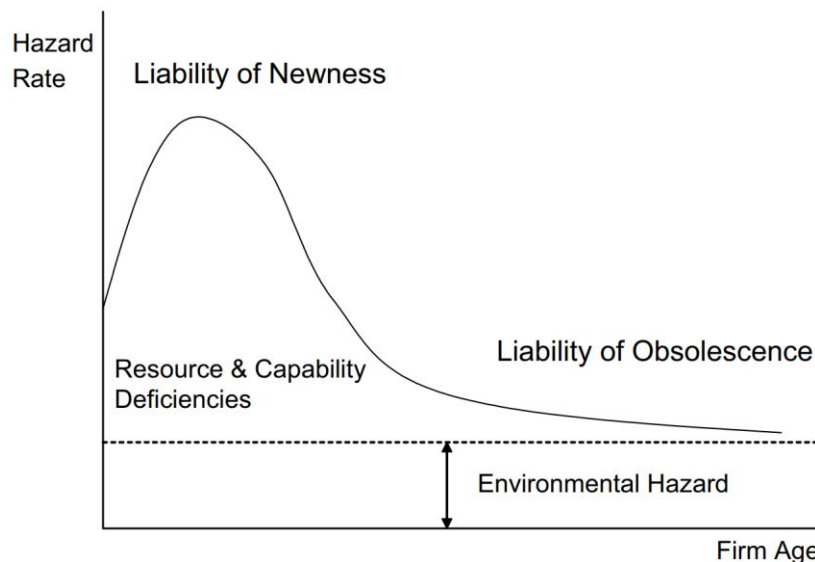 Hazard
Rate
Liability of Newness
Liability of Obsolescence
Resource & Capability
Deficiencies
Environmental Hazard
Firm Age